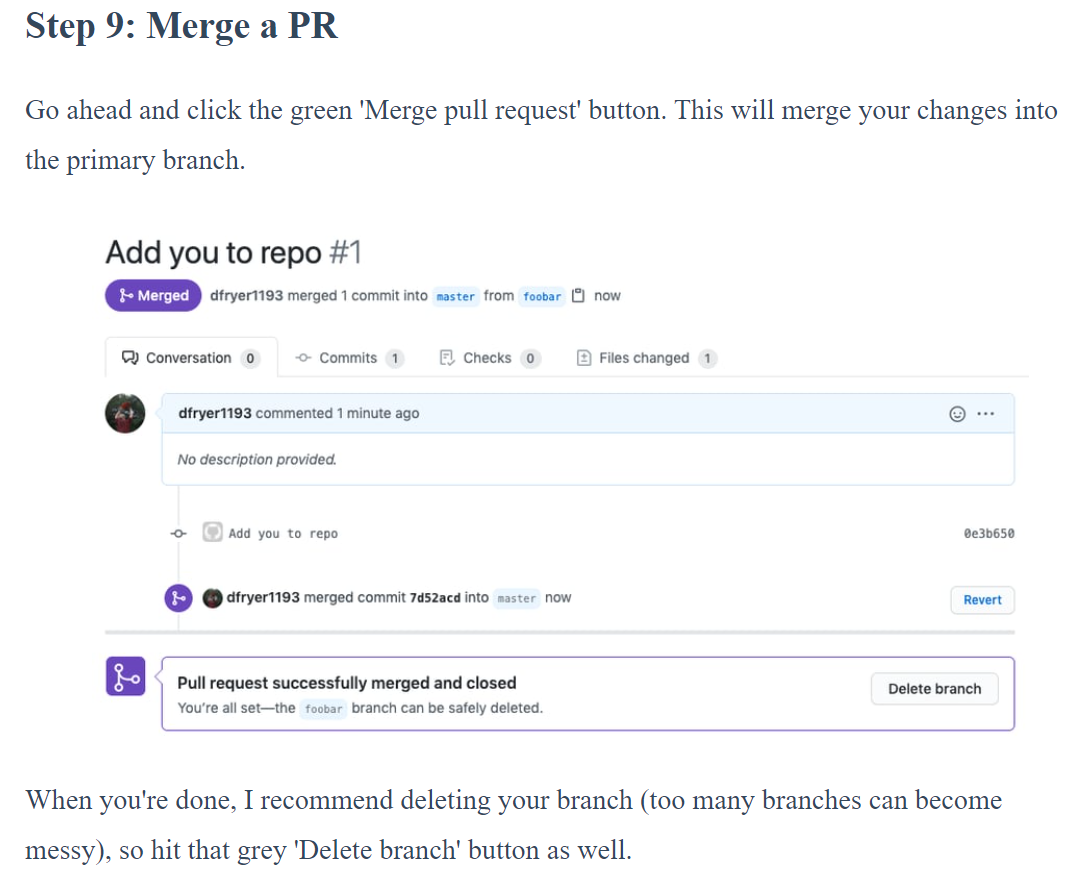 Step 9: Merge a PR
Go ahead and click the green 'Merge pull request' button. This will merge your changes into
the primary branch.
Add you to repo #1
Merged dfryer1193 merged 1 commit into master from foobar now
Conversation 0 Commits 1 Checks 0 Files changed 1
dfryer1193 commented 1 minute ago
No description provided.
Add you to repo 0e3b650
dfryer1193 merged commit 7d52acd into master now Revert
Pull request successfully merged and closed
You're all set—the foobar branch can be safely deleted.
Delete branch
When you're done, I recommend deleting your branch (too many branches can become
messy), so hit that grey 'Delete branch' button as well.